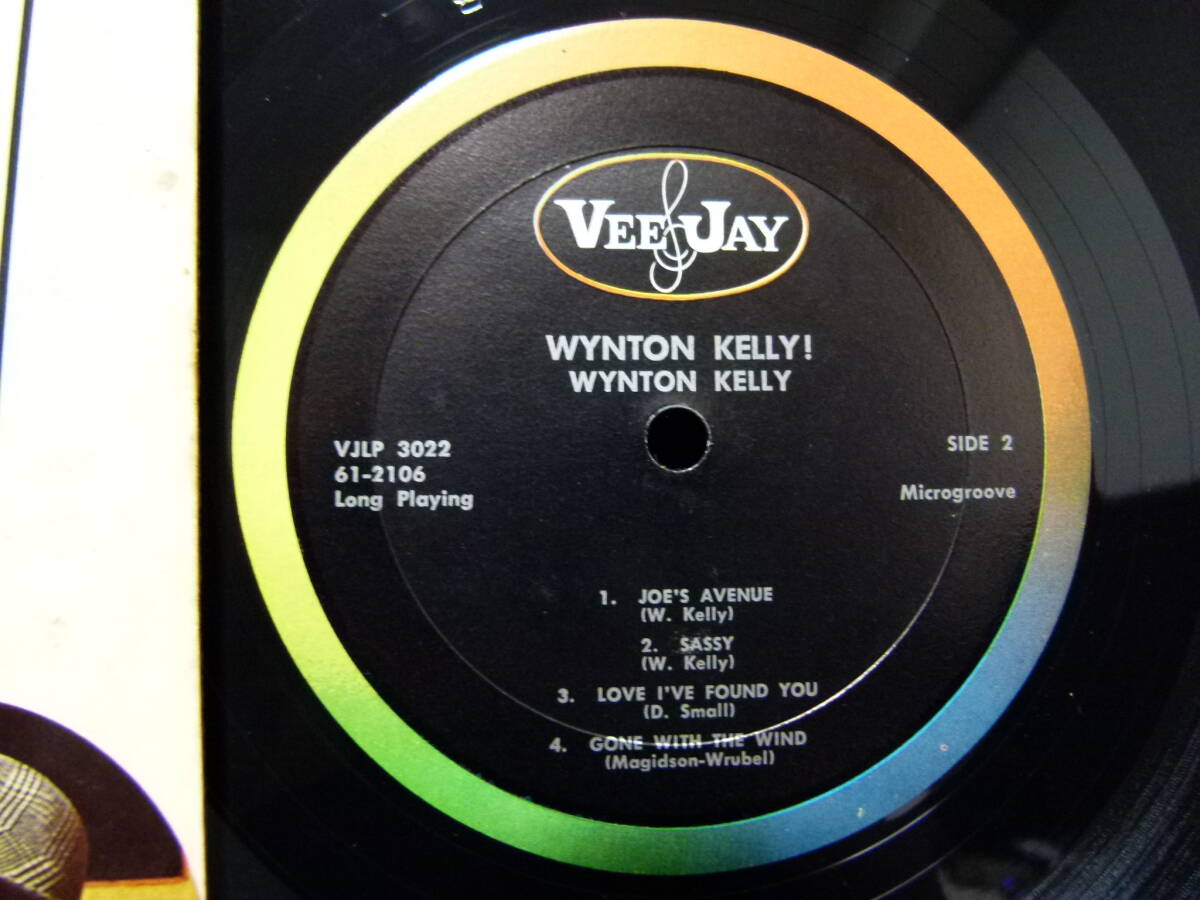 VEE JAY
WYNTON KELLY!
WYNTON KELLY
VJLP 3022
61-2106
Long Playing
SIDE 2
Microgroove
1. JOE'S AVENUE
(W. Kelly)
2. SASSY
(W. Kelly)
3. LOVE I'VE FOUND YOU
(D. Small)
4. GONE WITH THE WIND
(Magidson-Wrubel)